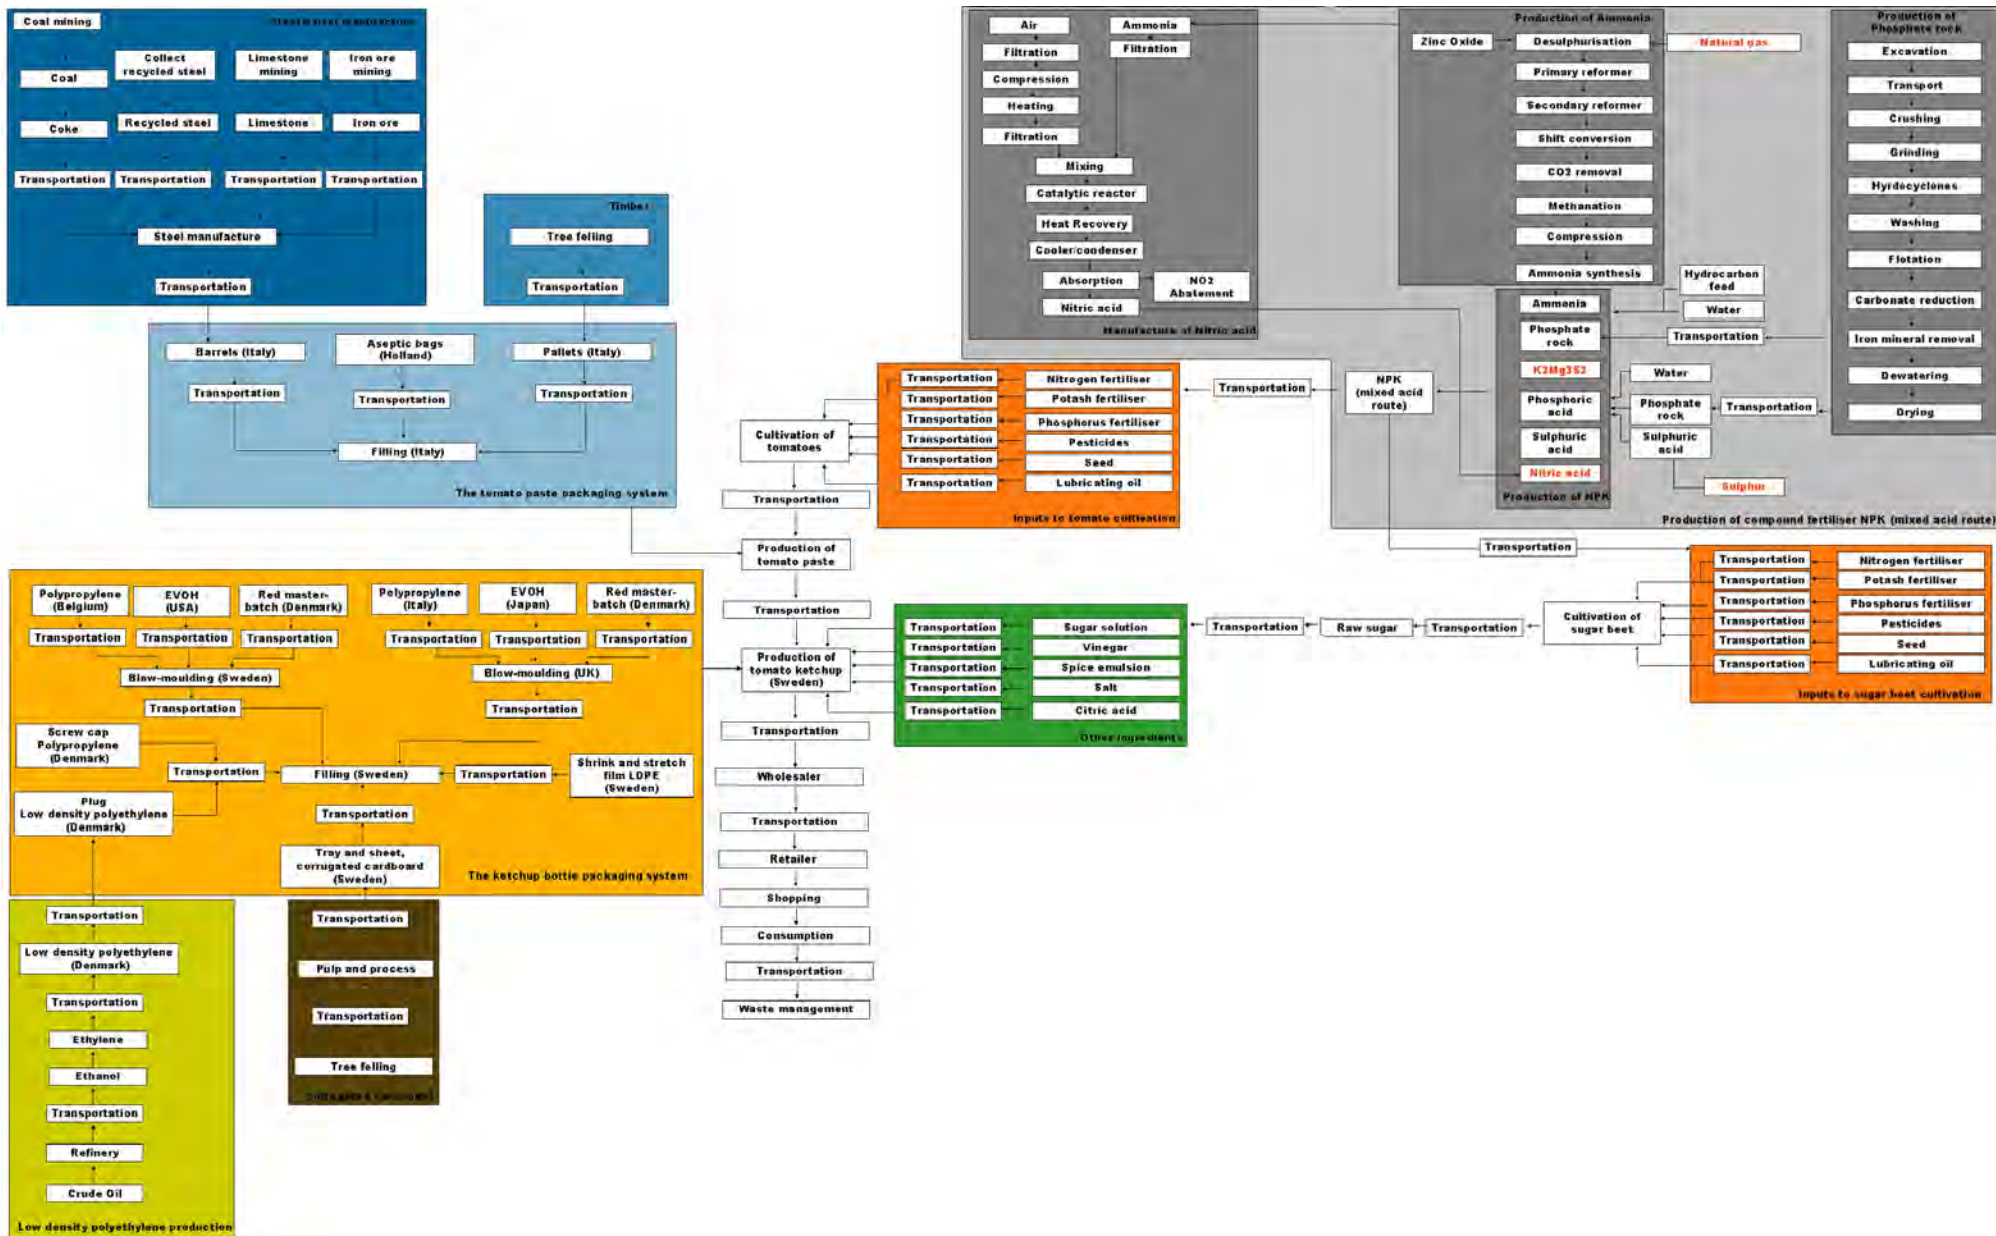 Coal mining
Coal
Coke
Transportation
Collect
recycled steel
Recycled steel
Transportation
Limestone
mining
Limestone
Transportation
Iron ore
mining
Iron ore
Transportation
Steel manufacture
Transportation
Timber
Tree felling
Transportation
Barrels (Italy)
Transportation
Aseptic bags
(Holland)
Transportation
Pallets (Italy)
Transportation
Filling (Italy)
The tomato paste packaging system
Air
Filtration
Compression
Heating
Filtration
Ammonia
Filtration
Mixing
Catalytic reactor
Heat Recovery
Cooler/condenser
Absorption
NO2
Abatement
Nitric acid
Manufacture of Nitric acid
Production of Ammonia
Zinc Oxide
Desulphurisation
Natural gas
Primary reformer
Secondary reformer
Shift conversion
CO2 removal
Methanation
Compression
Ammonia synthesis
Production of
Phosphate rock
Excavation
Transport
Crushing
Grinding
Hyrdecyclones
Washing
Flotation
Carbonate reduction
Iron mineral removal
Dewatering
Drying
Hydrocarbon
feed
Water
Transportation
Ammonia
Phosphate
rock
K2Mg3S2
Phosphoric
acid
Sulphuric
acid
Nitric acid
Production of NPK
Water
Phosphate
rock
Transportation
Sulphuric
acid
Sulphur
Production of compound fertiliser NPK (mixed acid route)
NPK
(mixed acid
route)
Transportation
Transportation
Transportation
Nitrogen fertiliser
Transportation
Potash fertiliser
Transportation
Phosphorus fertiliser
Transportation
Pesticides
Transportation
Seed
Transportation
Lubricating oil
Inputs to tomato cultivation
Cultivation of
tomatoes
Transportation
Production of
tomato paste
Transportation
Production of
tomato ketchup
(Sweden)
Transportation
Wholesaler
Transportation
Retailer
Shopping
Consumption
Transportation
Waste management
Transportation
Sugar solution
Transportation
Vinegar
Transportation
Spice emulsion
Transportation
Salt
Transportation
Citric acid
Other ingredients
Transportation
Raw sugar
Transportation
Cultivation of
sugar beet
Transportation
Nitrogen fertiliser
Transportation
Potash fertiliser
Transportation
Phosphorus fertiliser
Transportation
Pesticides
Transportation
Seed
Transportation
Lubricating oil
Inputs to sugar beet cultivation
Polypropylene
(Belgium)
Transportation
EVOH
(USA)
Transportation
Red master-
batch (Denmark)
Transportation
Blow-moulding (Sweden)
Transportation
Polypropylene
(Italy)
Transportation
EVOH
(Japan)
Transportation
Red master-
batch (Denmark)
Transportation
Blow-moulding (UK)
Transportation
Screw cap
Polypropylene
(Denmark)
Transportation
Filling (Sweden)
Transportation
Shrink and stretch
film LDPE
(Sweden)
Plug
Low density polyethylene
(Denmark)
Transportation
Tray and sheet,
corrugated cardboard
(Sweden)
The ketchup bottle packaging system
Transportation
Low density polyethylene
(Denmark)
Transportation
Ethylene
Ethanol
Transportation
Refinery
Crude Oil
Low density polyethylene production
Transportation
Pulp and process
Transportation
Tree felling